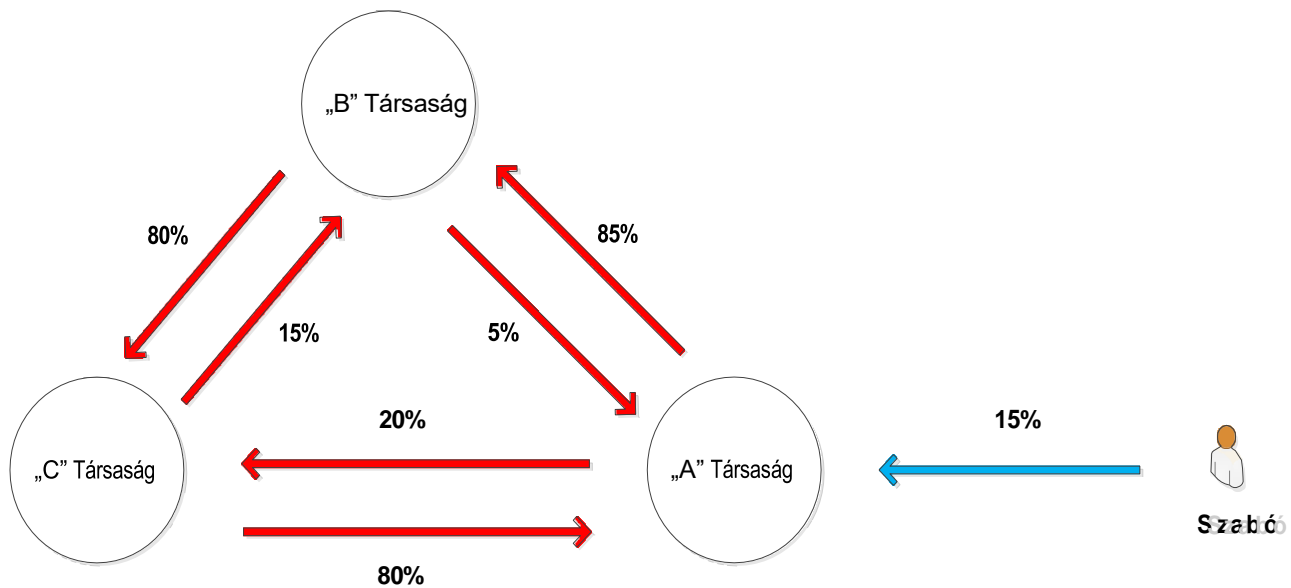 „B” Társaság
80%
85%
15%
5%
20%
15%
„C” Társaság
„A” Társaság
Szabó
80%